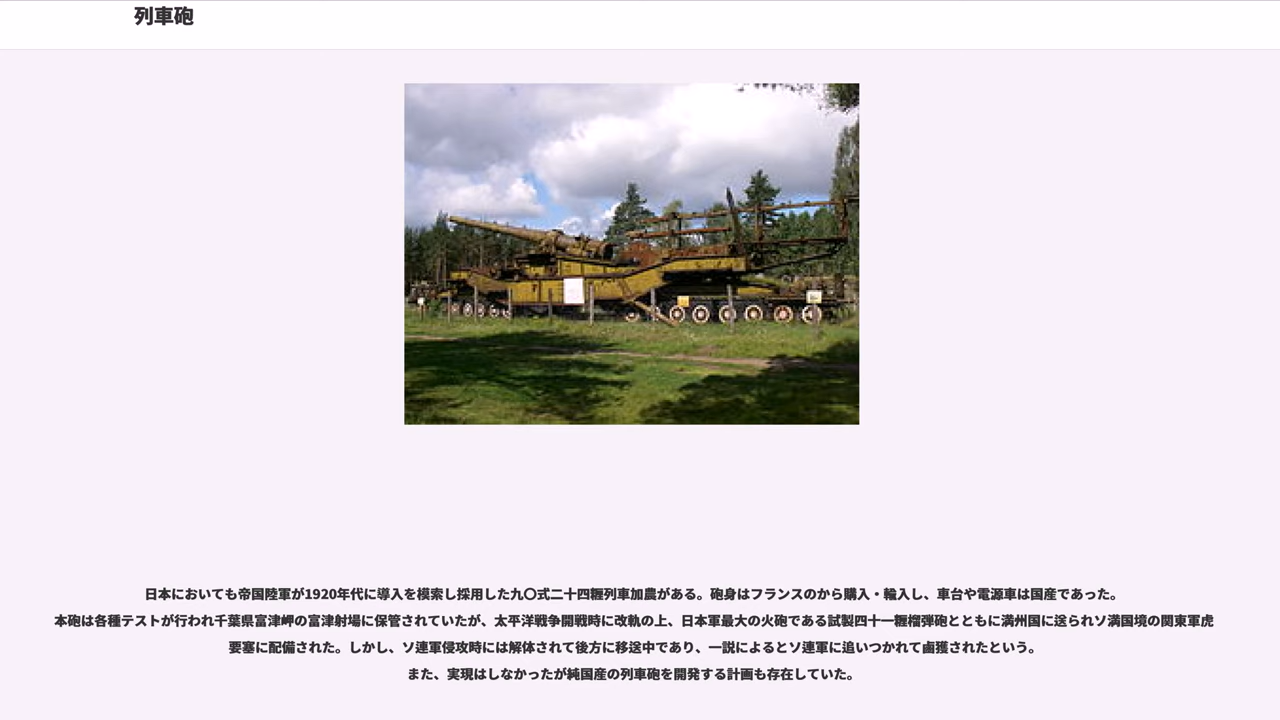 列車砲
日本においても帝国陸軍が1920年代に導入を模索し採用した九〇式二十四糎列車加農がある。砲身はフランスのから購入・輸入し、車台や電源車は国産であった。
本砲は各種テストが行われ千葉県富津岬の富津射場に保管されていたが、太平洋戦争開戦時に改軌の上、日本軍最大の火砲である試製四十一糎榴弾砲とともに満州国に送られソ満国境の関東軍虎
要塞に配備された。しかし、ソ連軍侵攻時には解体されて後方に移送中であり、一説によるとソ連軍に追いつかれて鹵獲されたという。
また、実現はしなかったが純国産の列車砲を開発する計画も存在していた。